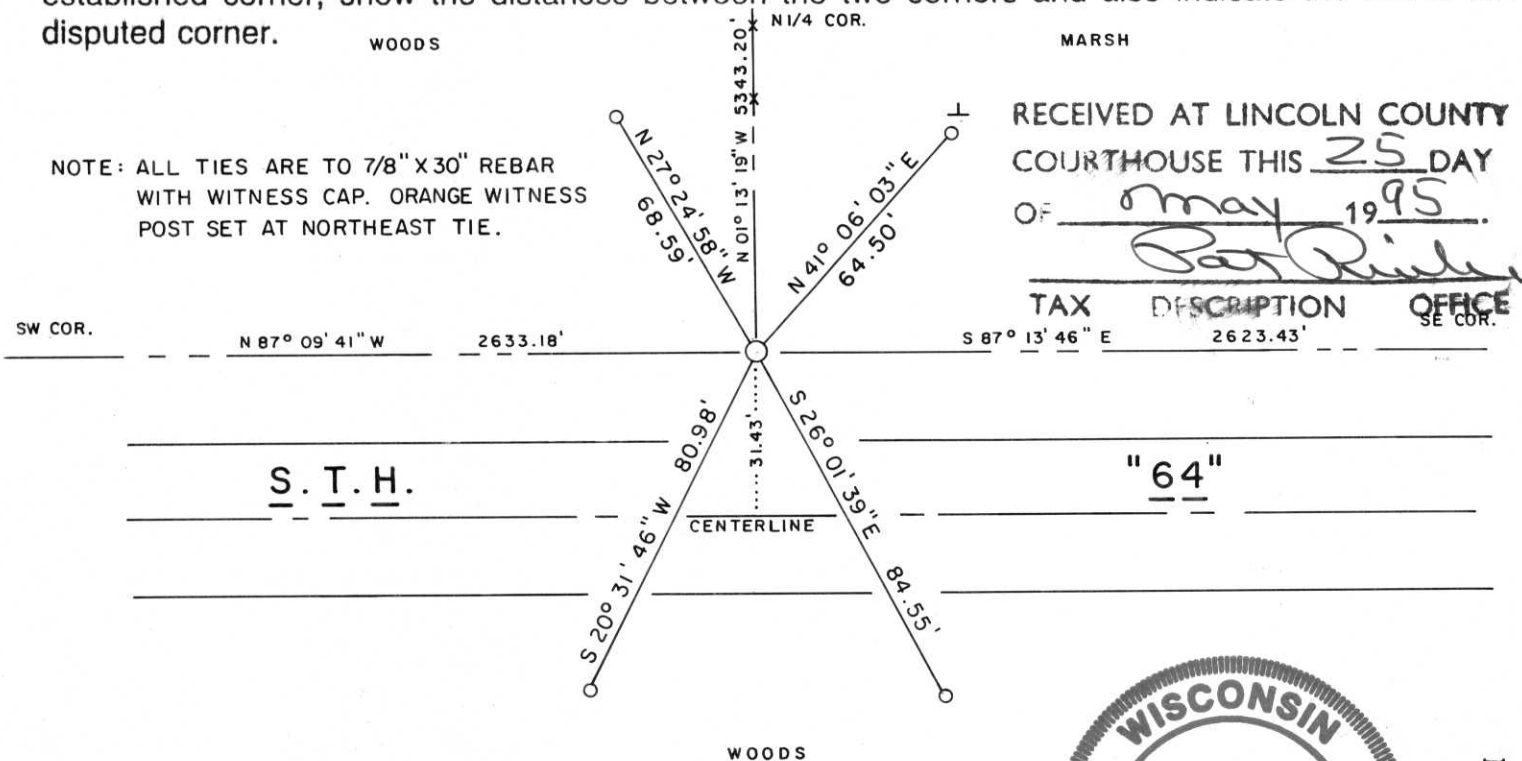 disputed corner.
N 1/4 COR.
WOODS
MARSH
5343.20'
N 01° 13' 19" W
N 27° 24' 58" W
68.59'
N 41° 06' 03" E
64.50'
NOTE: ALL TIES ARE TO 7/8" X 30" REBAR
WITH WITNESS CAP. ORANGE WITNESS
POST SET AT NORTHEAST TIE.
RECEIVED AT LINCOLN COUNTY
COURTHOUSE THIS 25 DAY
OF May 1995.
TAX DESCRIPTION OFFICE
SW COR.
N 87° 09' 41" W 2633.18'
S 87° 13' 46" E 2623.43'
SE COR.
S 20° 31' 46" W 80.98'
31.43'
S 26° 01' 39" E 84.55'
S. T. H.
"64"
CENTERLINE
WOODS
WISCONSIN